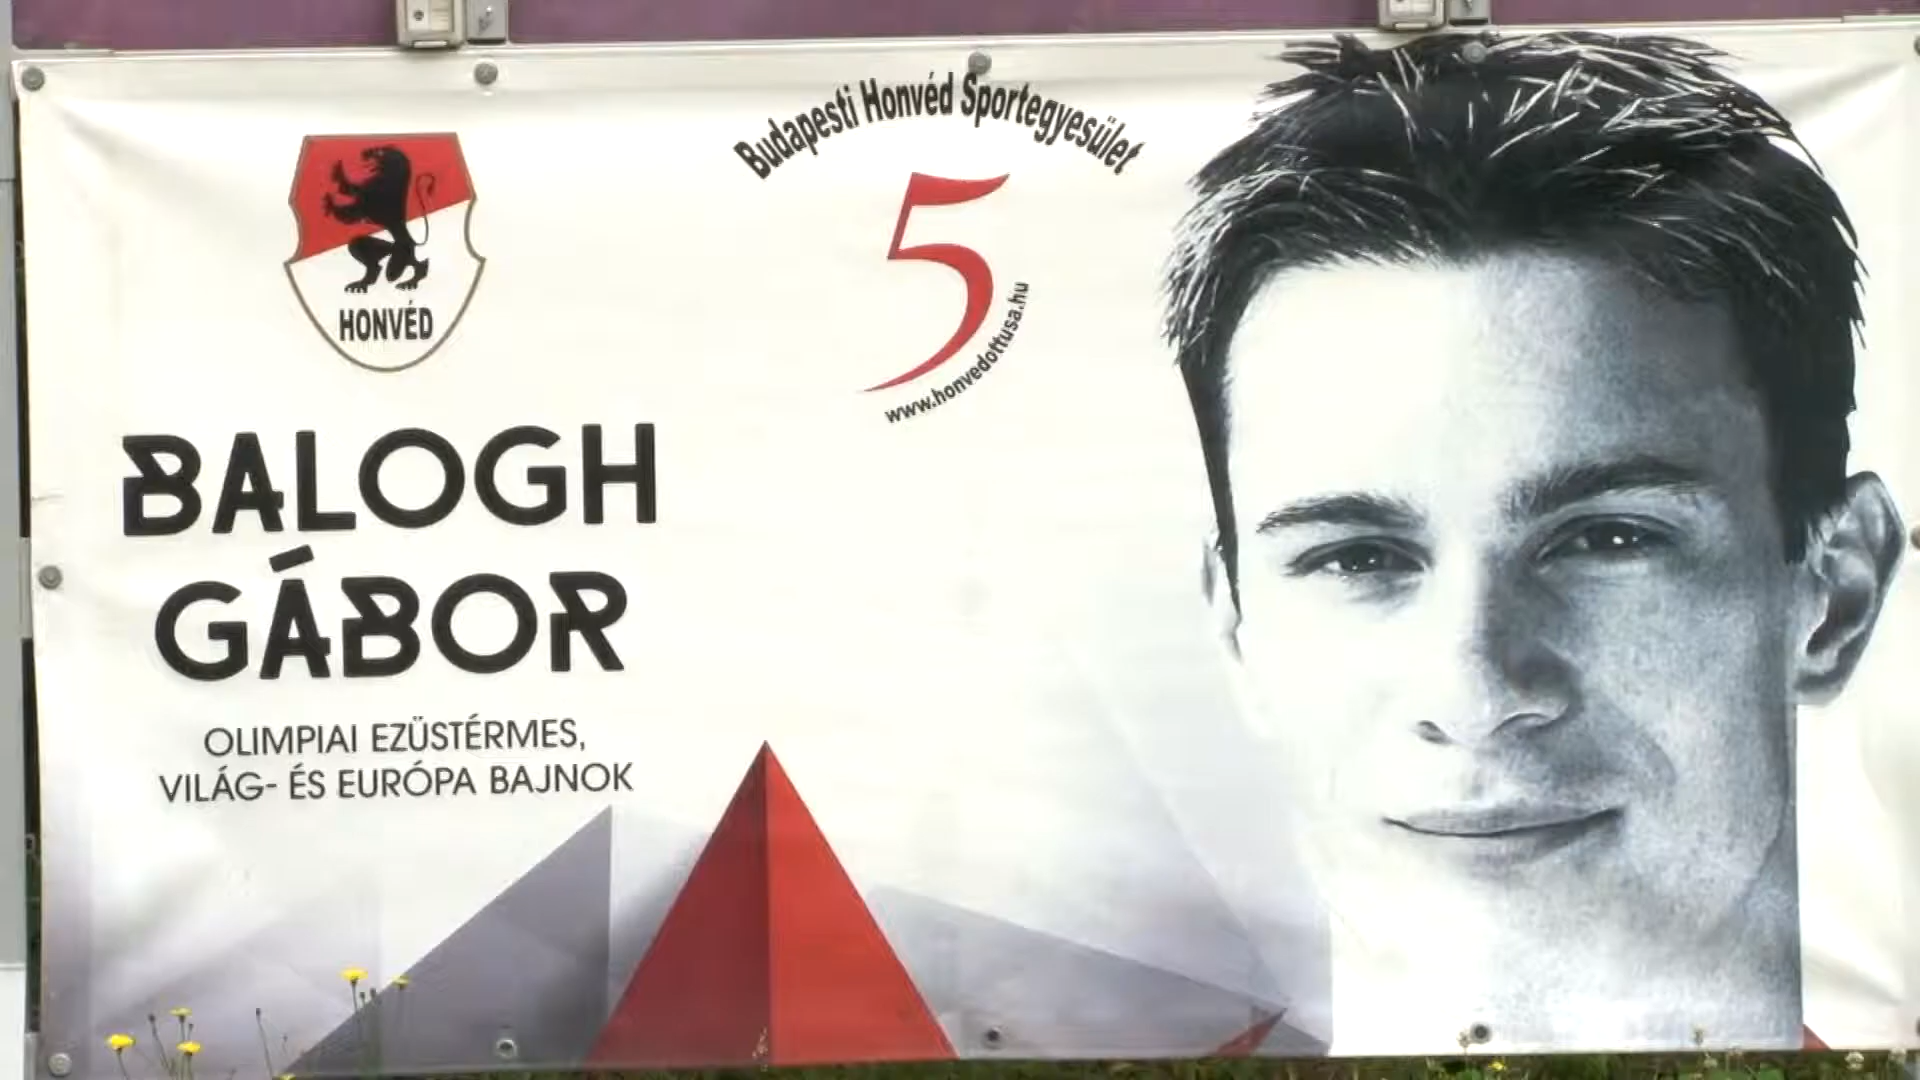 Budapesti Honvéd Sportegyesület
5
www.honvedottusa.hu
HONVÉD
BALOGH
GÁBOR
OLIMPIAI EZÜSTÉRMES,
VILÁG- ÉS EURÓPA BAJNOK